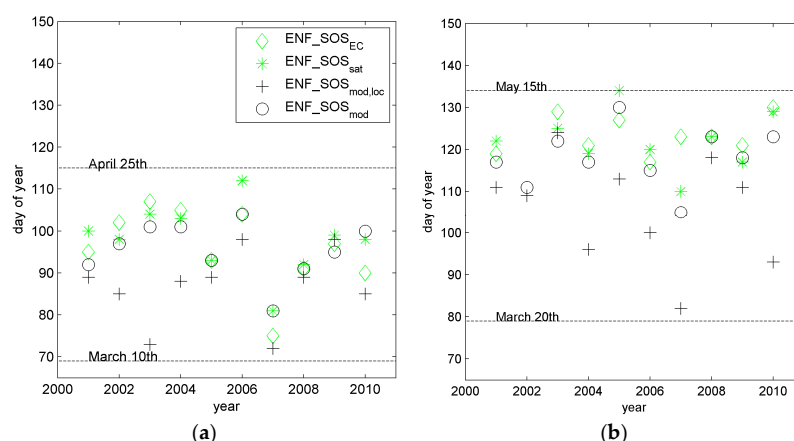 150
140
130
120
110
100
90
80
70
day of year
2000
2002
2004
2006
2008
2010
year
ENF_SOS_EC
ENF_SOS_sat
ENF_SOS_mod,loc
ENF_SOS_mod
April 25th
March 10th
(a)
150
140
130
120
110
100
90
80
70
day of year
2000
2002
2004
2006
2008
2010
year
May 15th
March 20th
(b)